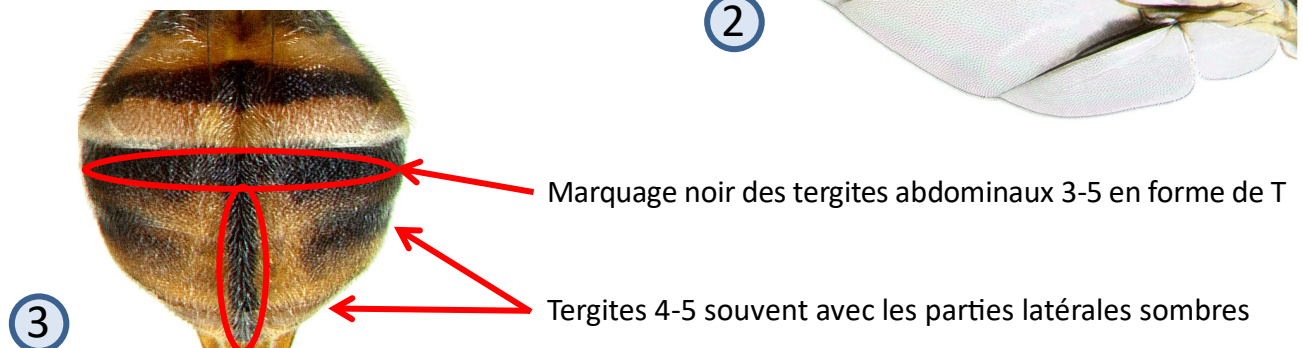 2
Marquage noir des tergites abdominaux 3-5 en forme de T
Tergites 4-5 souvent avec les parties latérales sombres
3